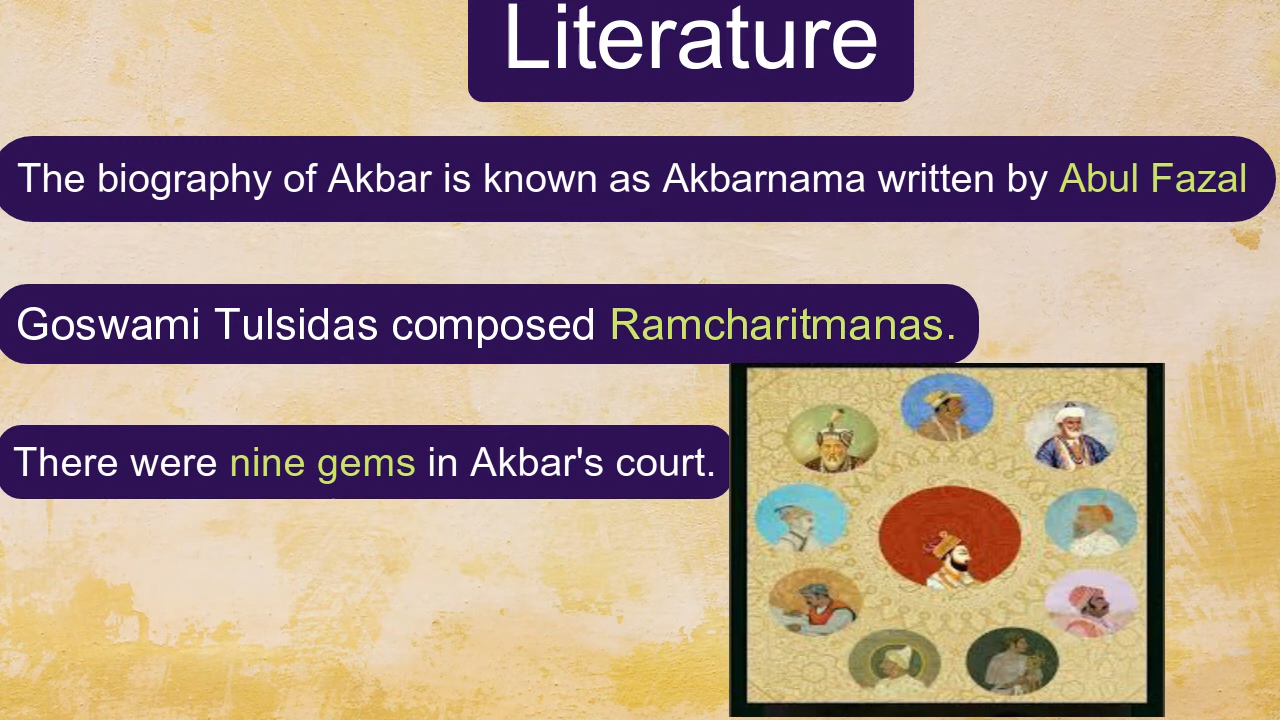 Literature
The biography of Akbar is known as Akbarnama written by Abul Fazal
Goswami Tulsidas composed Ramcharitmanas.
There were nine gems in Akbar's court.